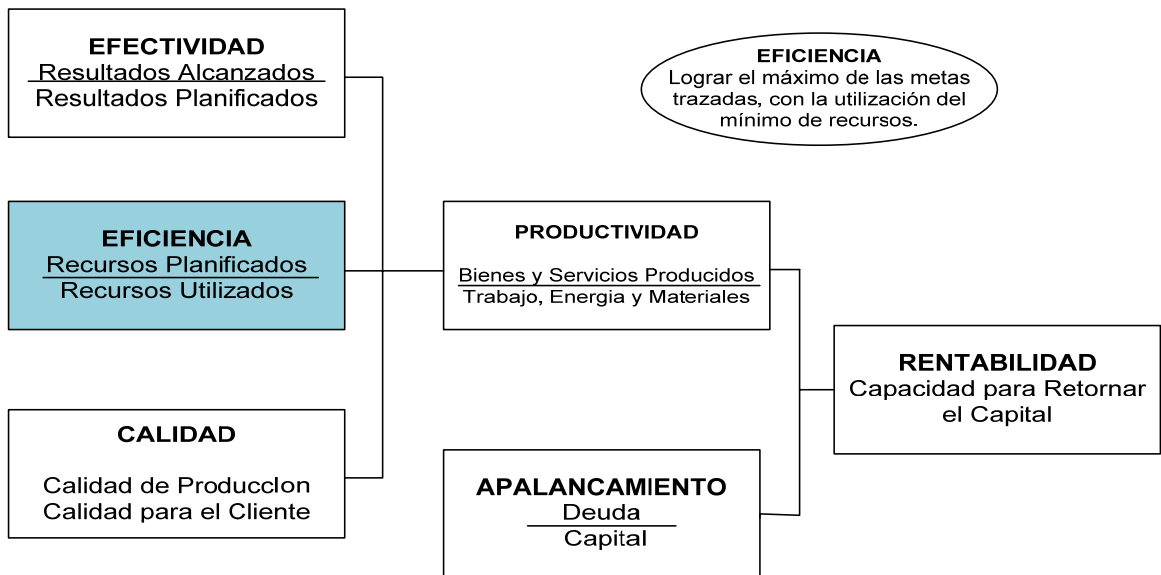 EFECTIVIDAD
Resultados Alcanzados
Resultados Planificados
EFICIENCIA
Lograr el máximo de las metas
trazadas, con la utilización del
mínimo de recursos.
EFICIENCIA
Recursos Planificados
Recursos Utilizados
PRODUCTIVIDAD
Bienes y Servicios Producidos
Trabajo, Energia y Materiales
RENTABILIDAD
Capacidad para Retornar
el Capital
CALIDAD
Calidad de ProduccIon
Calidad para el Cliente
APALANCAMIENTO
Deuda
Capital